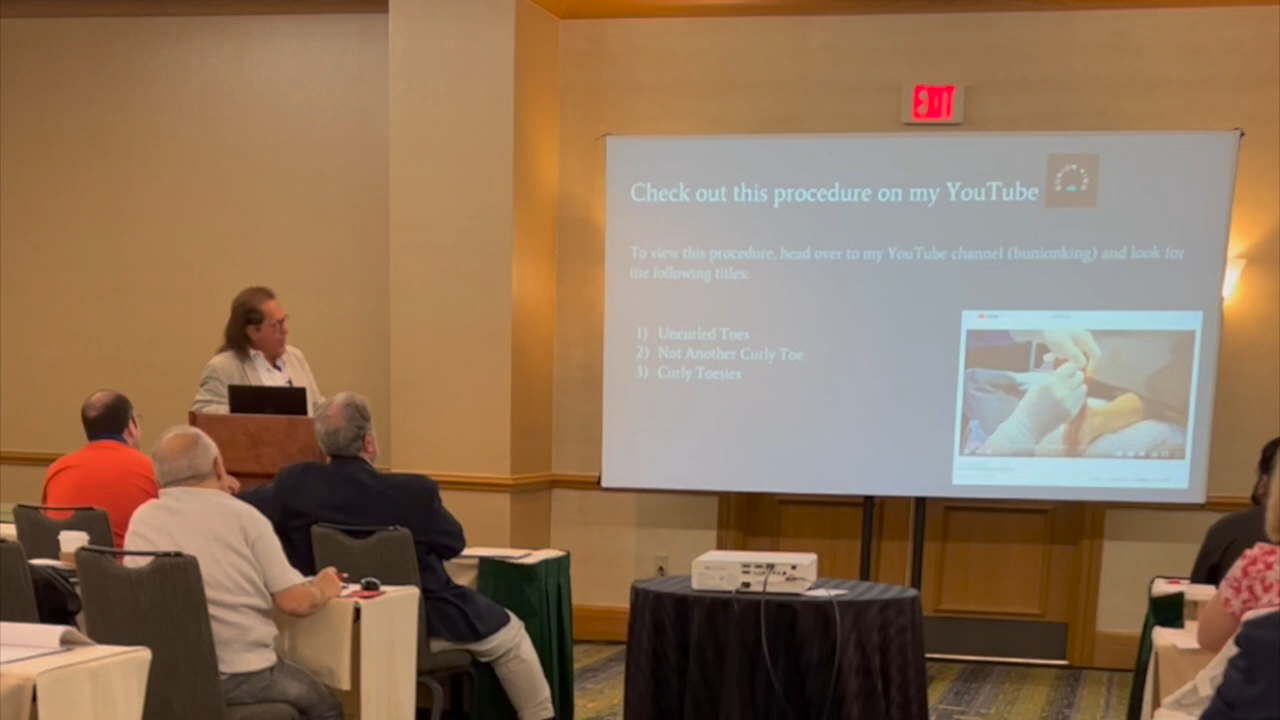 EXIT
Check out this procedure on my YouTube
To view this procedure, head over to my YouTube channel (bunionking) and look for
the following titles:
1) Uncurled Toes
2) Not Another Curly Toe
3) Curly Toesies